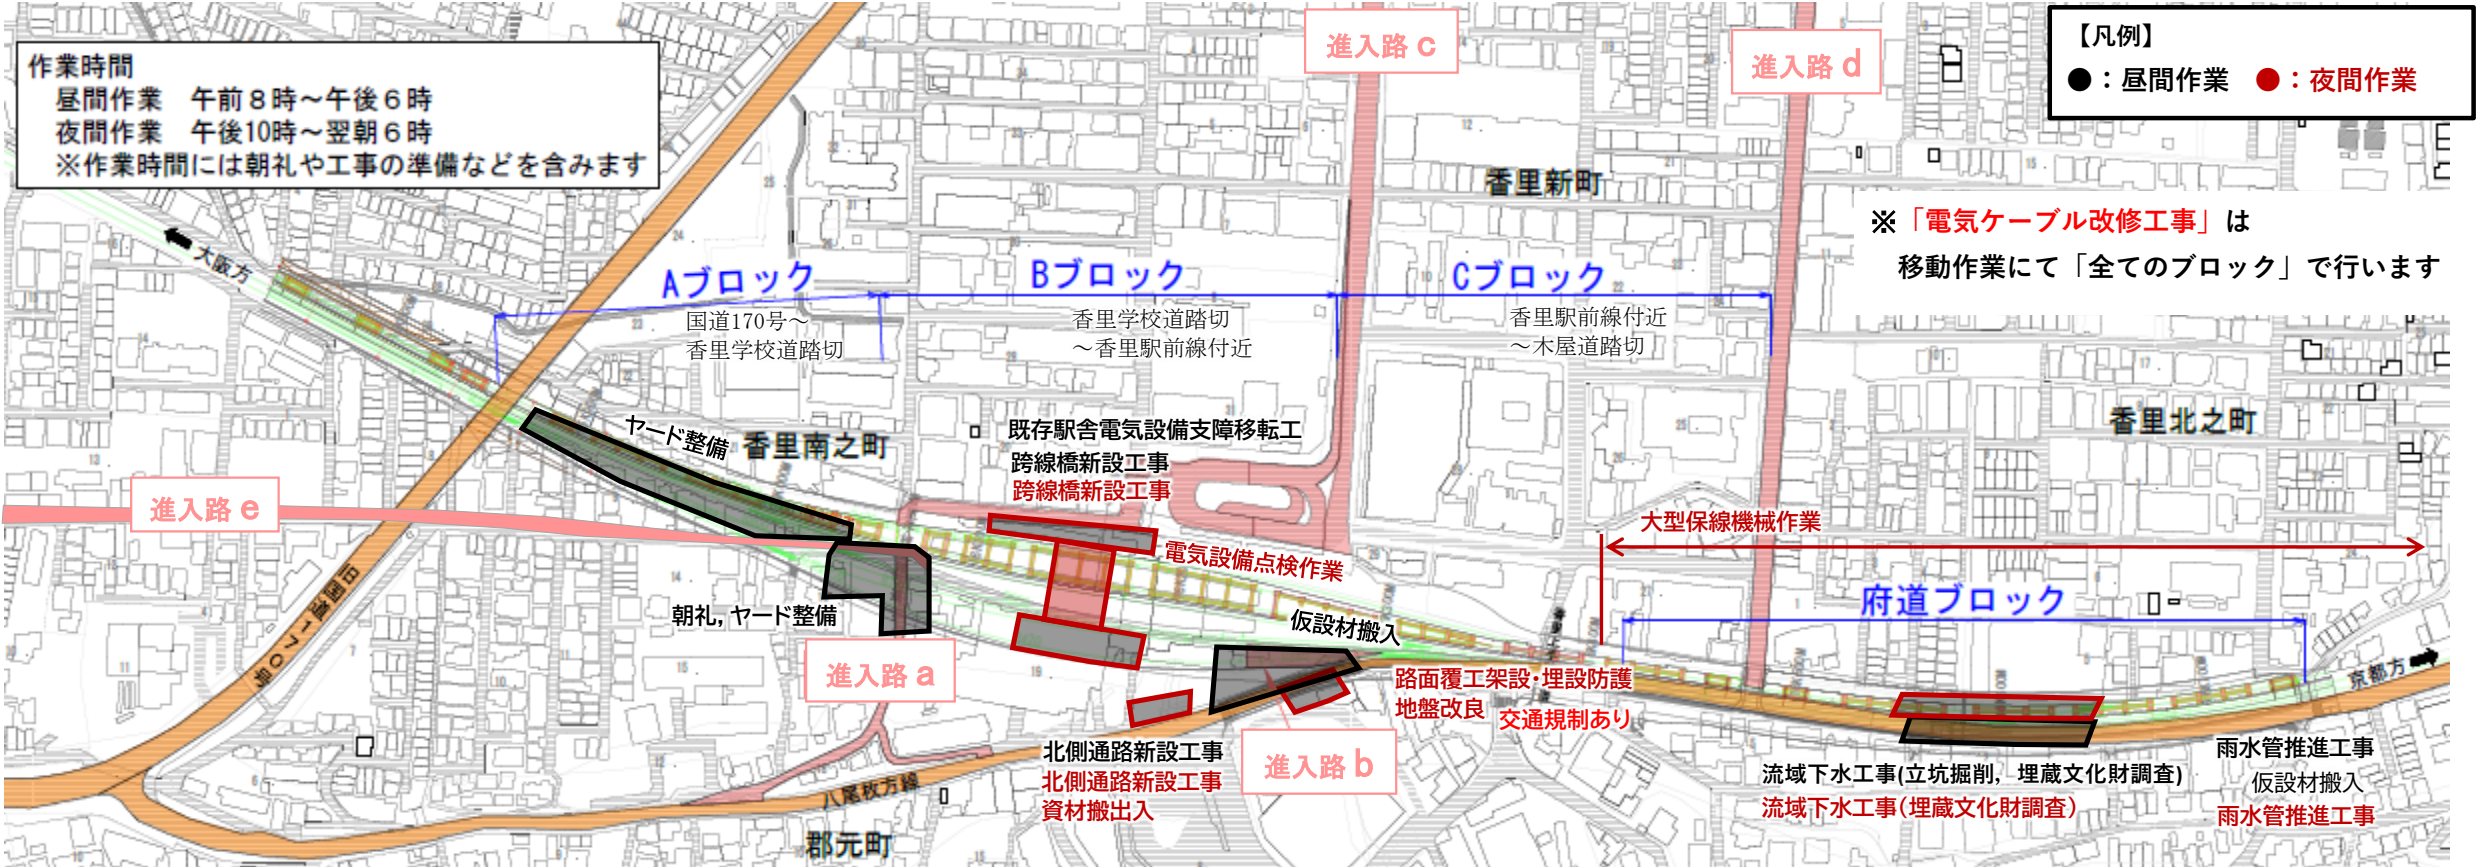 作業時間
昼間作業 午前８時～午後６時
夜間作業 午後10時～翌朝６時
※作業時間には朝礼や工事の準備などを含みます
進入路 c
進入路 d
【凡例】
●：昼間作業 ●：夜間作業
香里新町
※「電気ケーブル改修工事」は
移動作業にて「全てのブロック」で行います
大阪方
Aブロック
国道170号～
香里学校道踏切
Bブロック
香里学校道踏切
～香里駅前線付近
Cブロック
香里駅前線付近
～木屋道踏切
ヤード整備
香里南之町
既存駅舎電気設備支障移転工
跨線橋新設工事
跨線橋新設工事
香里北之町
進入路 e
電気設備点検作業
大型保線機械作業
府道ブロック
旧国道１７０号
朝礼，ヤード整備
仮設材搬入
進入路 a
路面覆工架設・埋設防護
地盤改良
交通規制あり
京都方
北側通路新設工事
北側通路新設工事
資材搬出入
進入路 b
八尾枚方線
郡元町
流域下水工事(立坑掘削，埋蔵文化財調査)
流域下水工事(埋蔵文化財調査)
雨水管推進工事
仮設材搬入
雨水管推進工事